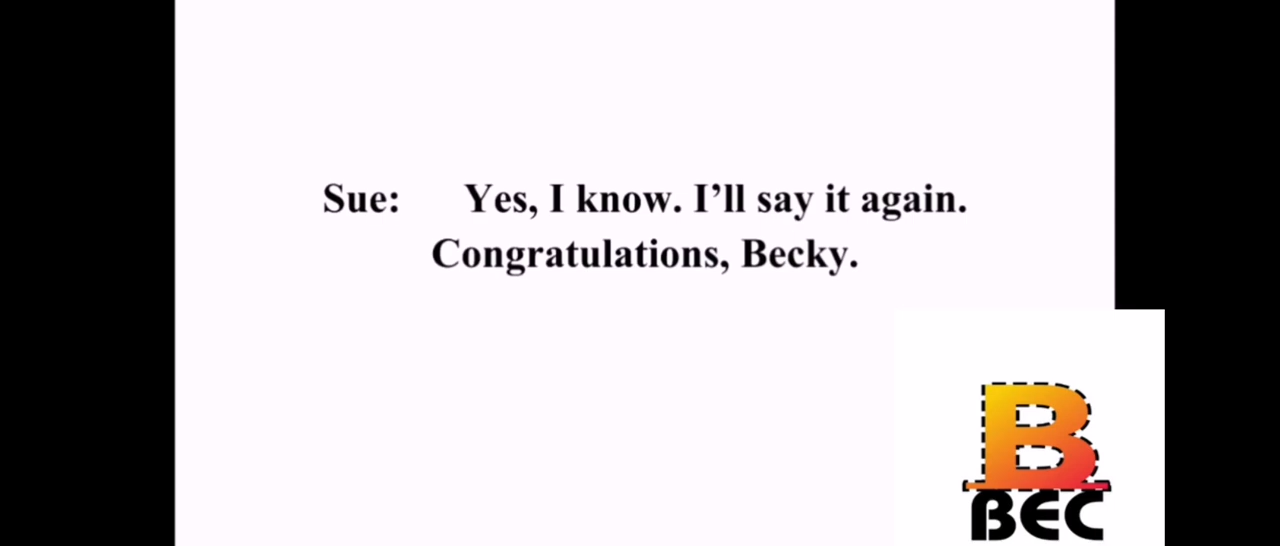 Sue: Yes, I know. I’ll say it again.
Congratulations, Becky.
B
BEC